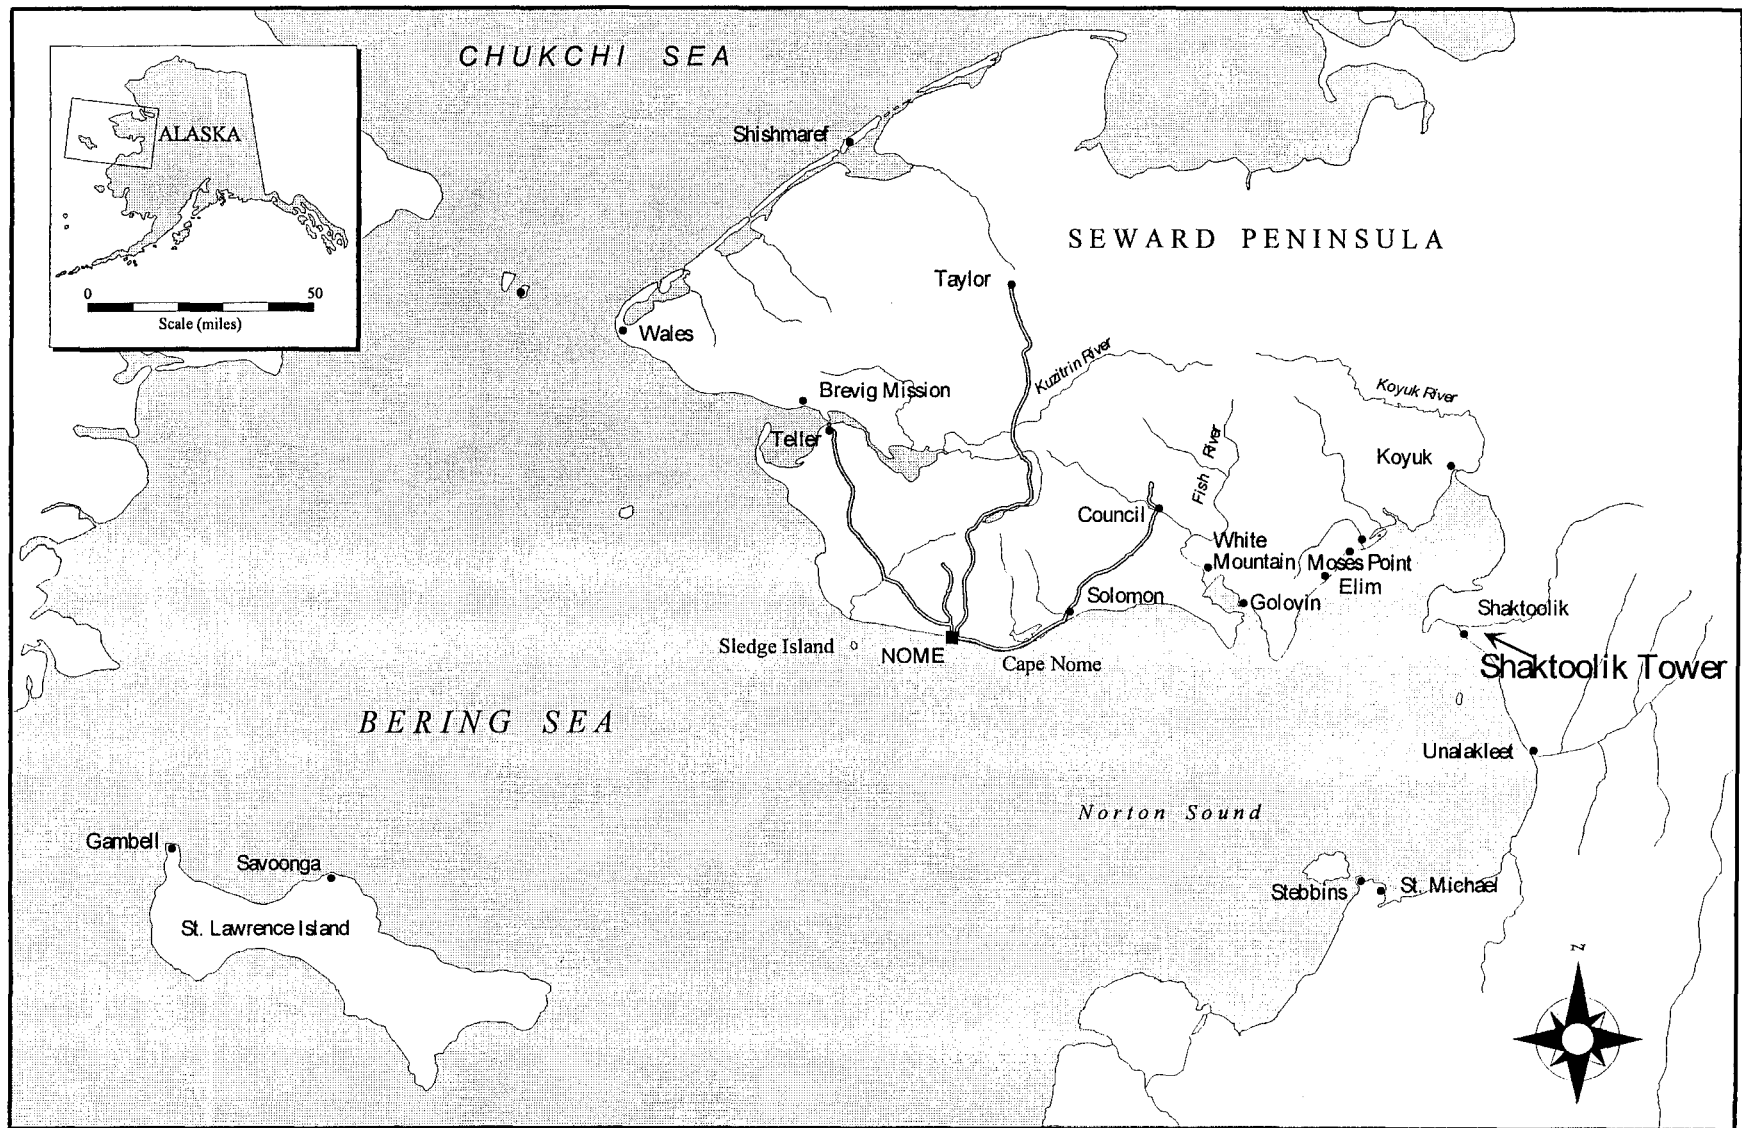 CHUKCHI SEA
ALASKA
0 50
Scale (miles)
Shishmaref
SEWARD PENINSULA
Taylor
Wales
Kuzitrin River
Brevig Mission
Koyuk River
Teller
Fish River
Koyuk
Council
White
Mountain
Moses Point
Elim
Solomon
Golovin
Shaktoolik
Sledge Island
NOME
Cape Nome
Shaktoolik Tower
BERING SEA
Unalakleet
Norton Sound
Gambell
Savoonga
Stebbins
St. Michael
St. Lawrence Island
N